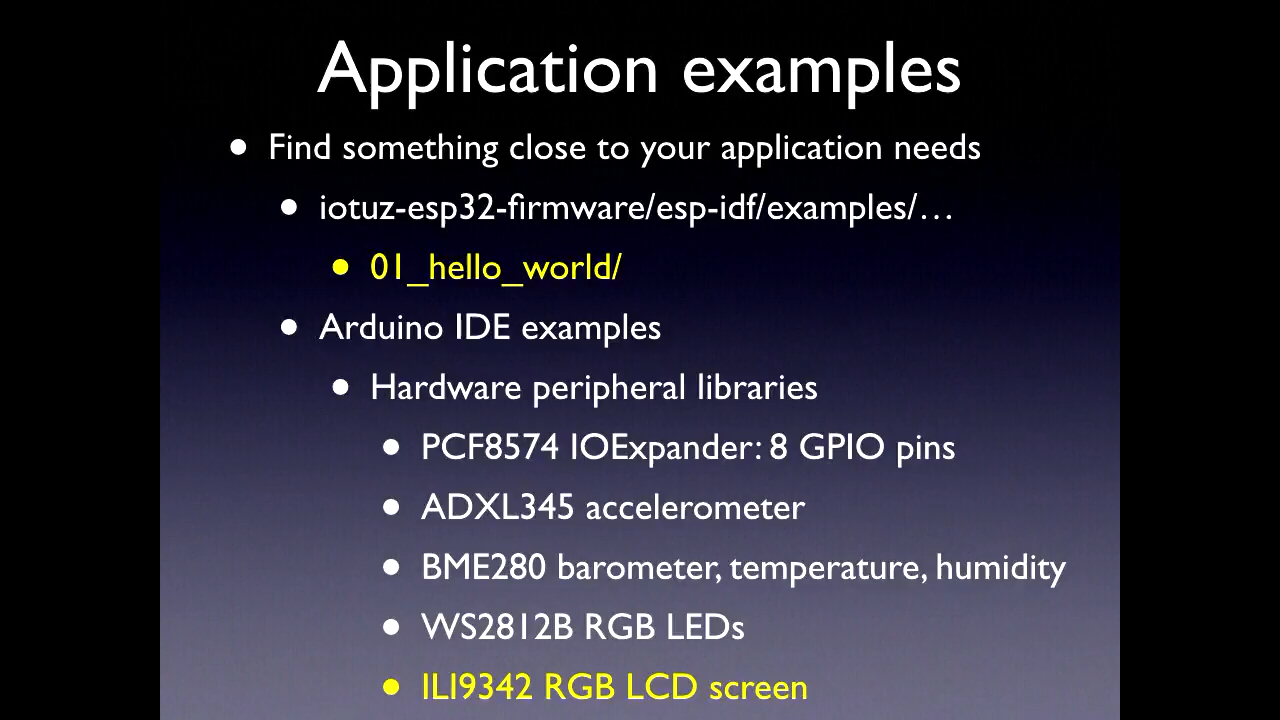 Application examples
• Find something close to your application needs
• iotuz-esp32-firmware/esp-idf/examples/…
• 01_hello_world/
• Arduino IDE examples
• Hardware peripheral libraries
• PCF8574 IOExpander: 8 GPIO pins
• ADXL345 accelerometer
• BME280 barometer, temperature, humidity
• WS2812B RGB LEDs
• ILI9342 RGB LCD screen